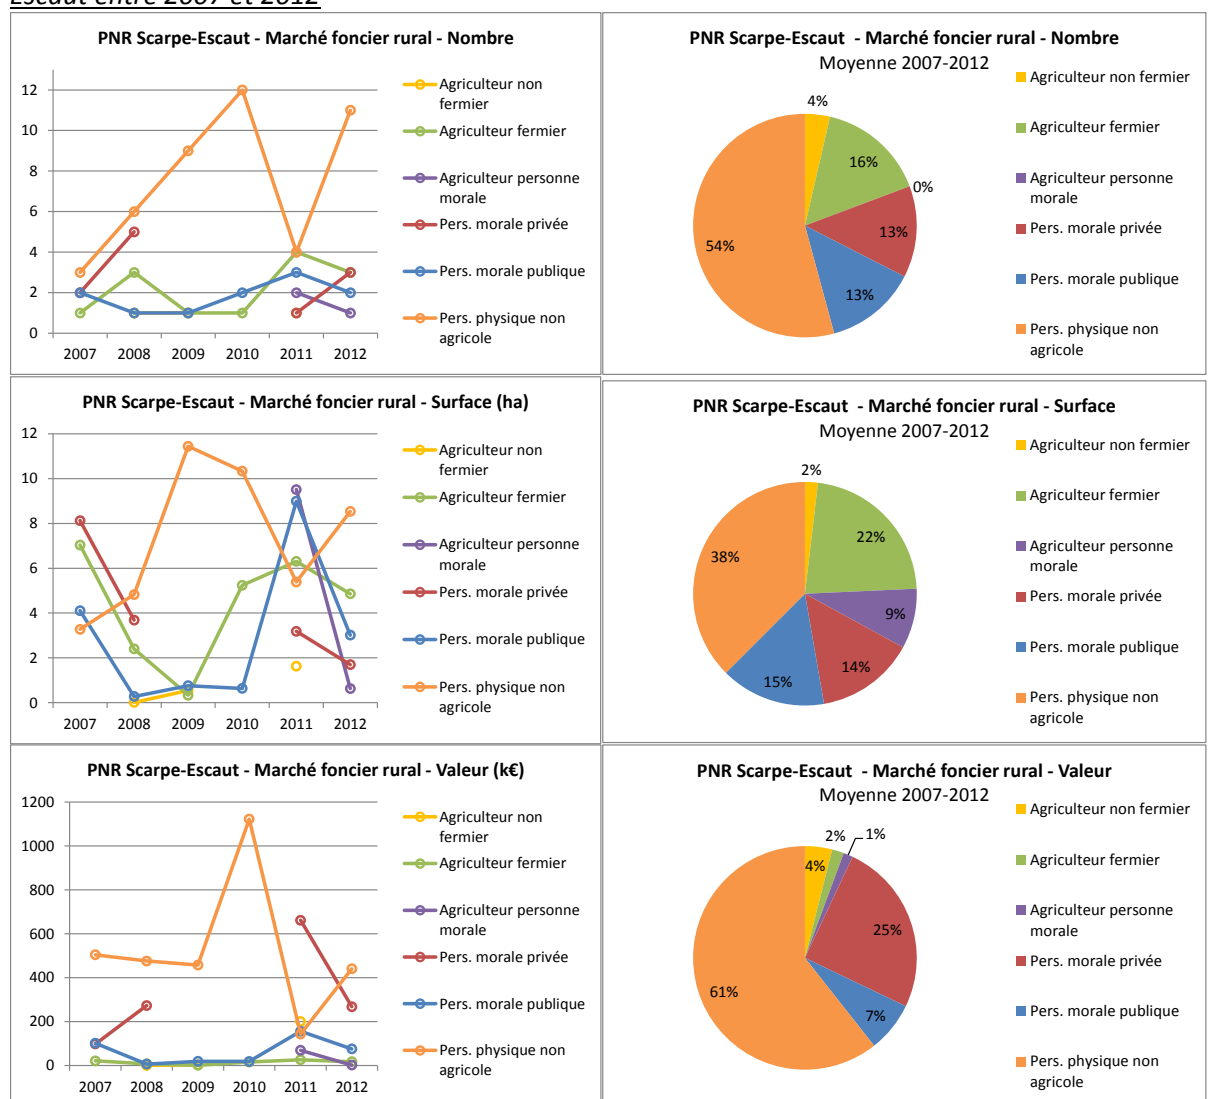 Escaut entre 2007 et 2012
PNR Scarpe-Escaut - Marché foncier rural - Nombre
12
10
8
6
4
2
0
2007 2008 2009 2010 2011 2012
Agriculteur non
fermier
Agriculteur fermier
Agriculteur personne
morale
Pers. morale privée
Pers. morale publique
Pers. physique non
agricole
PNR Scarpe-Escaut - Marché foncier rural - Nombre
Moyenne 2007-2012
4%
16%
0%
13%
13%
54%
Agriculteur non fermier
Agriculteur fermier
Agriculteur personne
morale
Pers. morale privée
Pers. morale publique
Pers. physique non
agricole
PNR Scarpe-Escaut - Marché foncier rural - Surface (ha)
12
10
8
6
4
2
0
2007 2008 2009 2010 2011 2012
Agriculteur non
fermier
Agriculteur fermier
Agriculteur personne
morale
Pers. morale privée
Pers. morale publique
Pers. physique non
agricole
PNR Scarpe-Escaut - Marché foncier rural - Surface
Moyenne 2007-2012
2%
22%
9%
14%
15%
38%
Agriculteur non fermier
Agriculteur fermier
Agriculteur personne
morale
Pers. morale privée
Pers. morale publique
Pers. physique non
agricole
PNR Scarpe-Escaut - Marché foncier rural - Valeur (k€)
1200
1000
800
600
400
200
0
2007 2008 2009 2010 2011 2012
Agriculteur non
fermier
Agriculteur fermier
Agriculteur personne
morale
Pers. morale privée
Pers. morale publique
Pers. physique non
agricole
PNR Scarpe-Escaut - Marché foncier rural - Valeur
Moyenne 2007-2012
4%
2%
1%
25%
7%
61%
Agriculteur non fermier
Agriculteur fermier
Agriculteur personne
morale
Pers. morale privée
Pers. morale publique
Pers. physique non
agricole